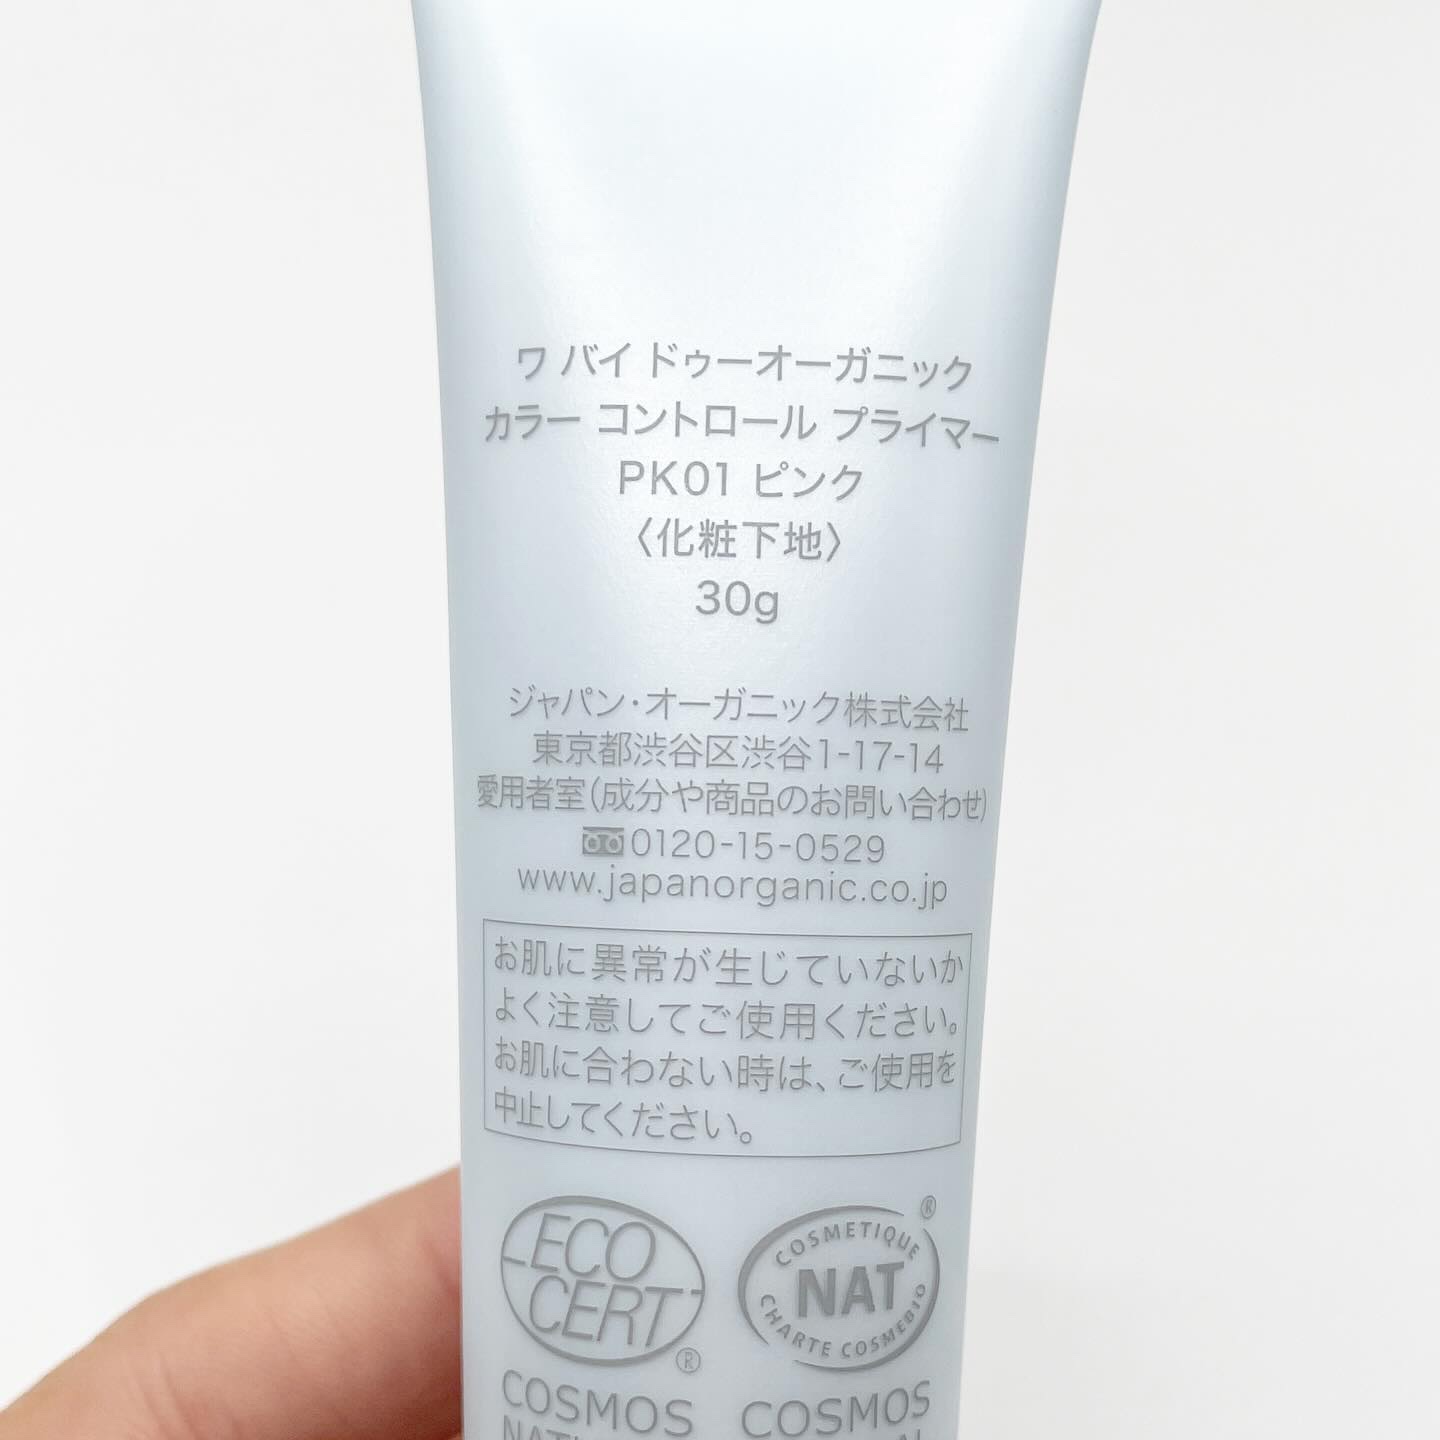 ワ バイ ドゥーオーガニック
カラー コントロール プライマー
PK01 ピンク
〈化粧下地〉
30g
ジャパン・オーガニック株式会社
東京都渋谷区渋谷1-17-14
愛用者室(成分や商品のお問い合わせ)
0120-15-0529
www.japanorganic.co.jp
お肌に異常が生じていないか
よく注意してご使用ください。
お肌に合わない時は、ご使用を
中止してください。
ECO
CERT
®
COSMOS
COSMETIQUE
NAT
CHARTE COSMEBIO
®
COSMOS